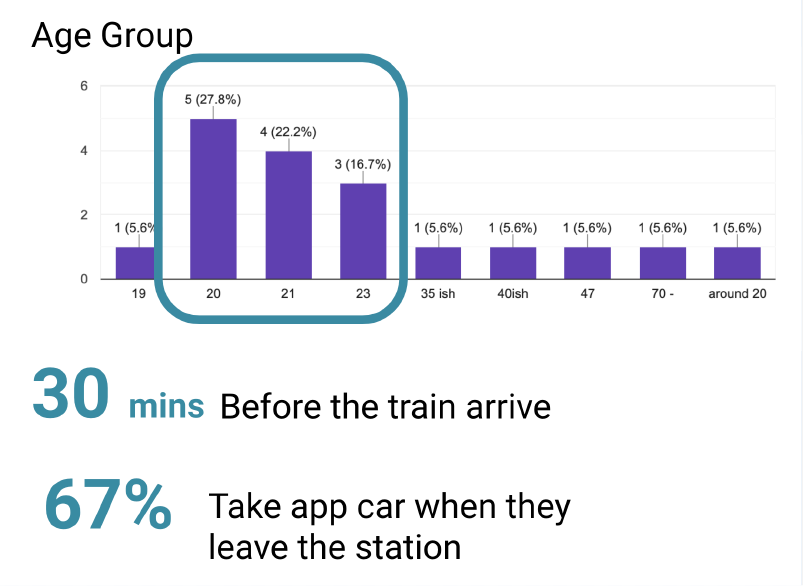 Age Group
6
5 (27.8%)
4 (22.2%)
4
3 (16.7%)
2
1 (5.6% 1 (5.6%) 1 (5.6%) 1 (5.6%) 1 (5.6%) 1 (5.6%)
0
19 20 21 23 35 ish 40ish 47 70 - around 20
30 mins Before the train arrive
67% Take app car when they
leave the station